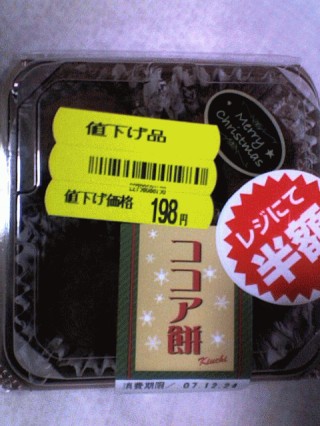 Merry
Christmas
値下げ品
値下げ価格 198円
レジにて
半額
ココア餅
Kiuchi
消費期限/ 07.12.24